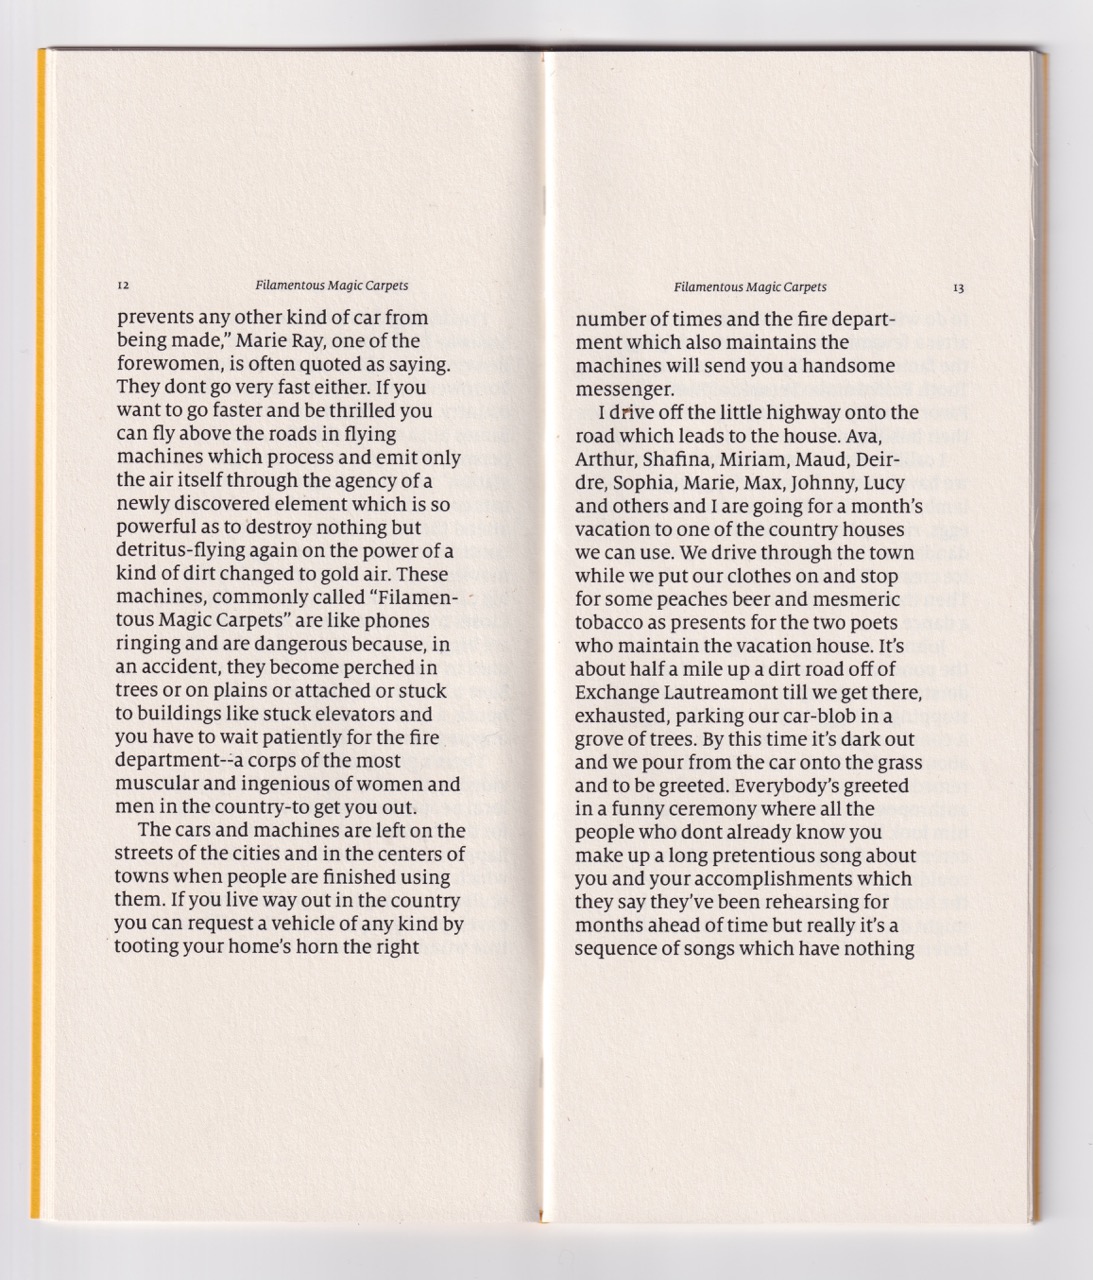 12 Filamentous Magic Carpets
prevents any other kind of car from
being made,” Marie Ray, one of the
forewomen, is often quoted as saying.
They dont go very fast either. If you
want to go faster and be thrilled you
can fly above the roads in flying
machines which process and emit only
the air itself through the agency of a
newly discovered element which is so
powerful as to destroy nothing but
detritus-flying again on the power of a
kind of dirt changed to gold air. These
machines, commonly called “Filamen-
tous Magic Carpets” are like phones
ringing and are dangerous because, in
an accident, they become perched in
trees or on plains or attached or stuck
to buildings like stuck elevators and
you have to wait patiently for the fire
department--a corps of the most
muscular and ingenious of women and
men in the country-to get you out.
The cars and machines are left on the
streets of the cities and in the centers of
towns when people are finished using
them. If you live way out in the country
you can request a vehicle of any kind by
tooting your home’s horn the right
Filamentous Magic Carpets 13
number of times and the fire depart-
ment which also maintains the
machines will send you a handsome
messenger.
I drive off the little highway onto the
road which leads to the house. Ava,
Arthur, Shafina, Miriam, Maud, Deir-
dre, Sophia, Marie, Max, Johnny, Lucy
and others and I are going for a month’s
vacation to one of the country houses
we can use. We drive through the town
while we put our clothes on and stop
for some peaches beer and mesmeric
tobacco as presents for the two poets
who maintain the vacation house. It’s
about half a mile up a dirt road off of
Exchange Lautreamont till we get there,
exhausted, parking our car-blob in a
grove of trees. By this time it’s dark out
and we pour from the car onto the grass
and to be greeted. Everybody’s greeted
in a funny ceremony where all the
people who dont already know you
make up a long pretentious song about
you and your accomplishments which
they say they’ve been rehearsing for
months ahead of time but really it’s a
sequence of songs which have nothing